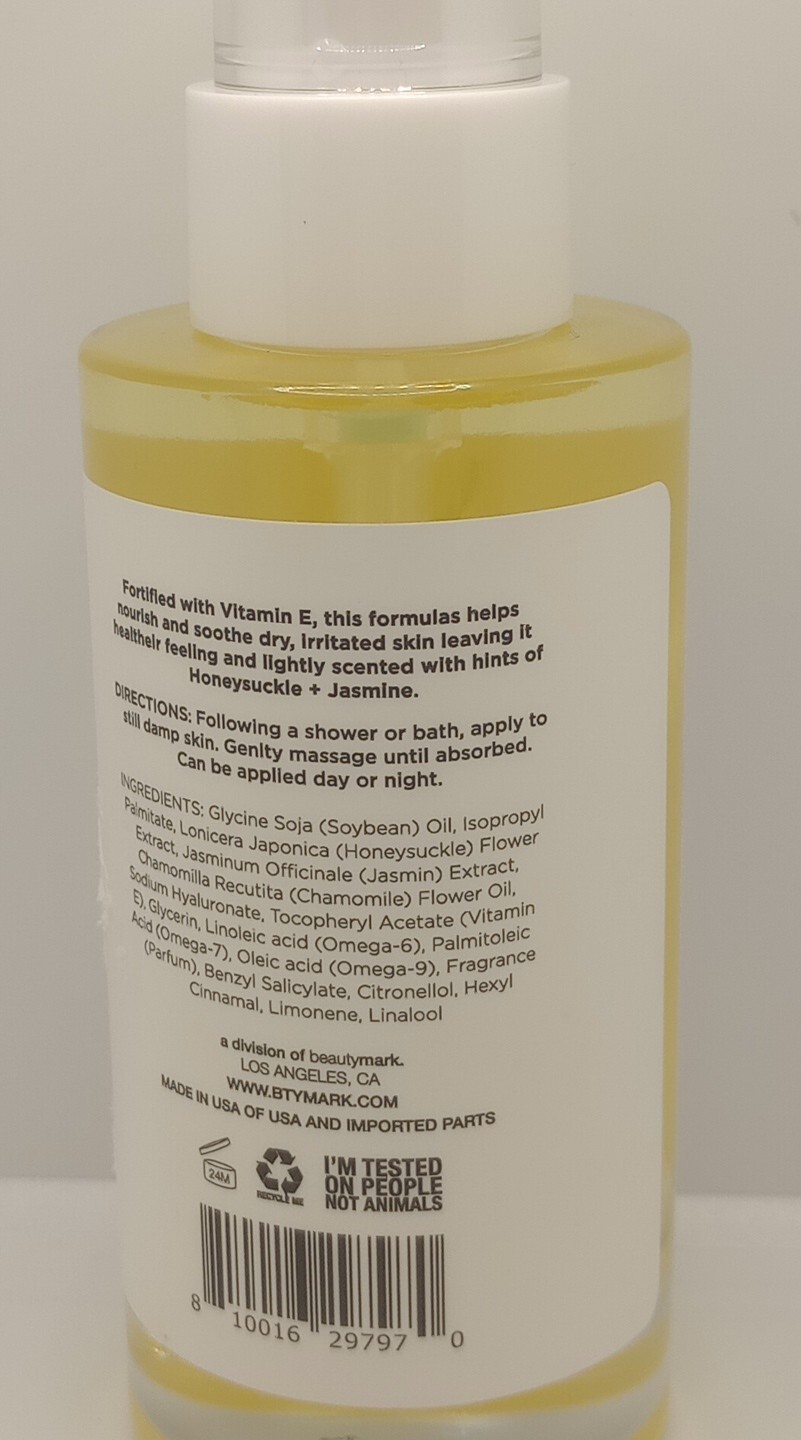 Fortified with Vitamin E, this formulas helps
nourish and soothe dry, irritated skin leaving it
healtheir feeling and lightly scented with hints of
Honeysuckle + Jasmine.
DIRECTIONS: Following a shower or bath, apply to
still damp skin. Genlty massage until absorbed.
Can be applied day or night.
INGREDIENTS: Glycine Soja (Soybean) Oil, Isopropyl
Palmitate, Lonicera Japonica (Honeysuckle) Flower
Extract, Jasminum Officinale (Jasmin) Extract,
Chamomilla Recutita (Chamomile) Flower Oil,
Sodium Hyaluronate, Tocopheryl Acetate (Vitamin
E), Glycerin, Linoleic acid (Omega-6), Palmitoleic
Acid (Omega-7), Oleic acid (Omega-9), Fragrance
(Parfum), Benzyl Salicylate, Citronellol, Hexyl
Cinnamal, Limonene, Linalool
a division of beautymark.
LOS ANGELES, CA
WWW.BTYMARK.COM
MADE IN USA OF USA AND IMPORTED PARTS
24M
RECYCLE ME
I'M TESTED
ON PEOPLE
NOT ANIMALS
8 10016 29797 0